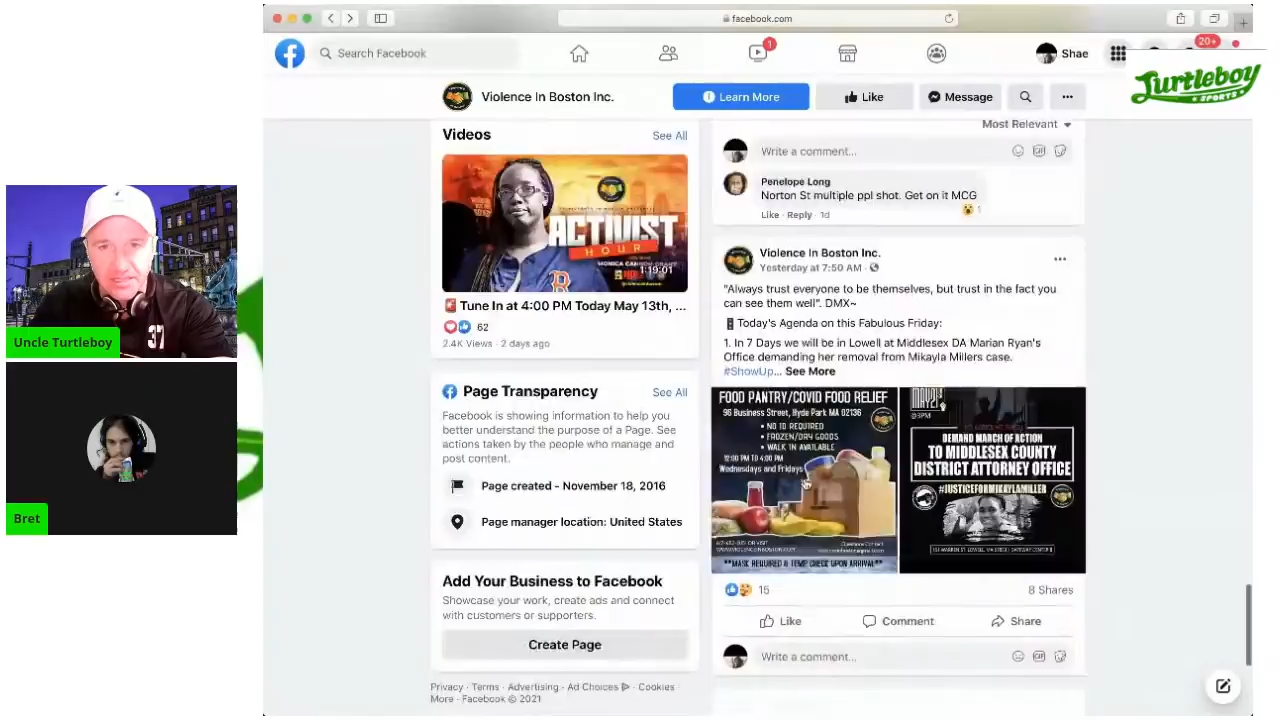 facebook.com
Search Facebook
1
Shae
20+
Turtleboy
SPORTS
Violence In Boston Inc.
Learn More
Like
Message
Videos
See All
ACTIVIST
HOUR
MONICA CANNON-GRANT
1:19:01
Tune In at 4:00 PM Today May 13th, ...
62
2.4K Views · 2 days ago
Page Transparency
See All
Facebook is showing information to help you
better understand the purpose of a Page. See
actions taken by the people who manage and
post content.
Page created - November 18, 2016
Page manager location: United States
Add Your Business to Facebook
Showcase your work, create ads and connect
with customers or supporters.
Create Page
Privacy · Terms · Advertising · Ad Choices · Cookies ·
More · Facebook © 2021
Most Relevant
Write a comment...
Penelope Long
Norton St multiple ppl shot. Get on it MCG
1
Like · Reply · 1d
Violence In Boston Inc.
Yesterday at 7:50 AM ·
"Always trust everyone to be themselves, but trust in the fact you
can see them well". DMX~
Today's Agenda on this Fabulous Friday:
1. In 7 Days we will be in Lowell at Middlesex DA Marian Ryan's
Office demanding her removal from Mikayla Millers case.
#ShowUp... See More
FOOD PANTRY/COVID FOOD RELIEF
96 Business Street, Hyde Park MA 02136
• NO ID REQUIRED
• FROZEN/DRY GOODS
• WALK IN AVAILABLE
12:00 PM TO 4:00 PM
Wednesdays and Fridays
**MASK REQUIRED & TEMP CHECK UPON ARRIVAL**
@3PM
DEMAND MARCH OF ACTION
TO MIDDLESEX COUNTY
DISTRICT ATTORNEY OFFICE
#JUSTICEFORMIKAYLAMILLER
15
8 Shares
Like
Comment
Share
Write a comment...
37
Uncle Turtleboy
Bret